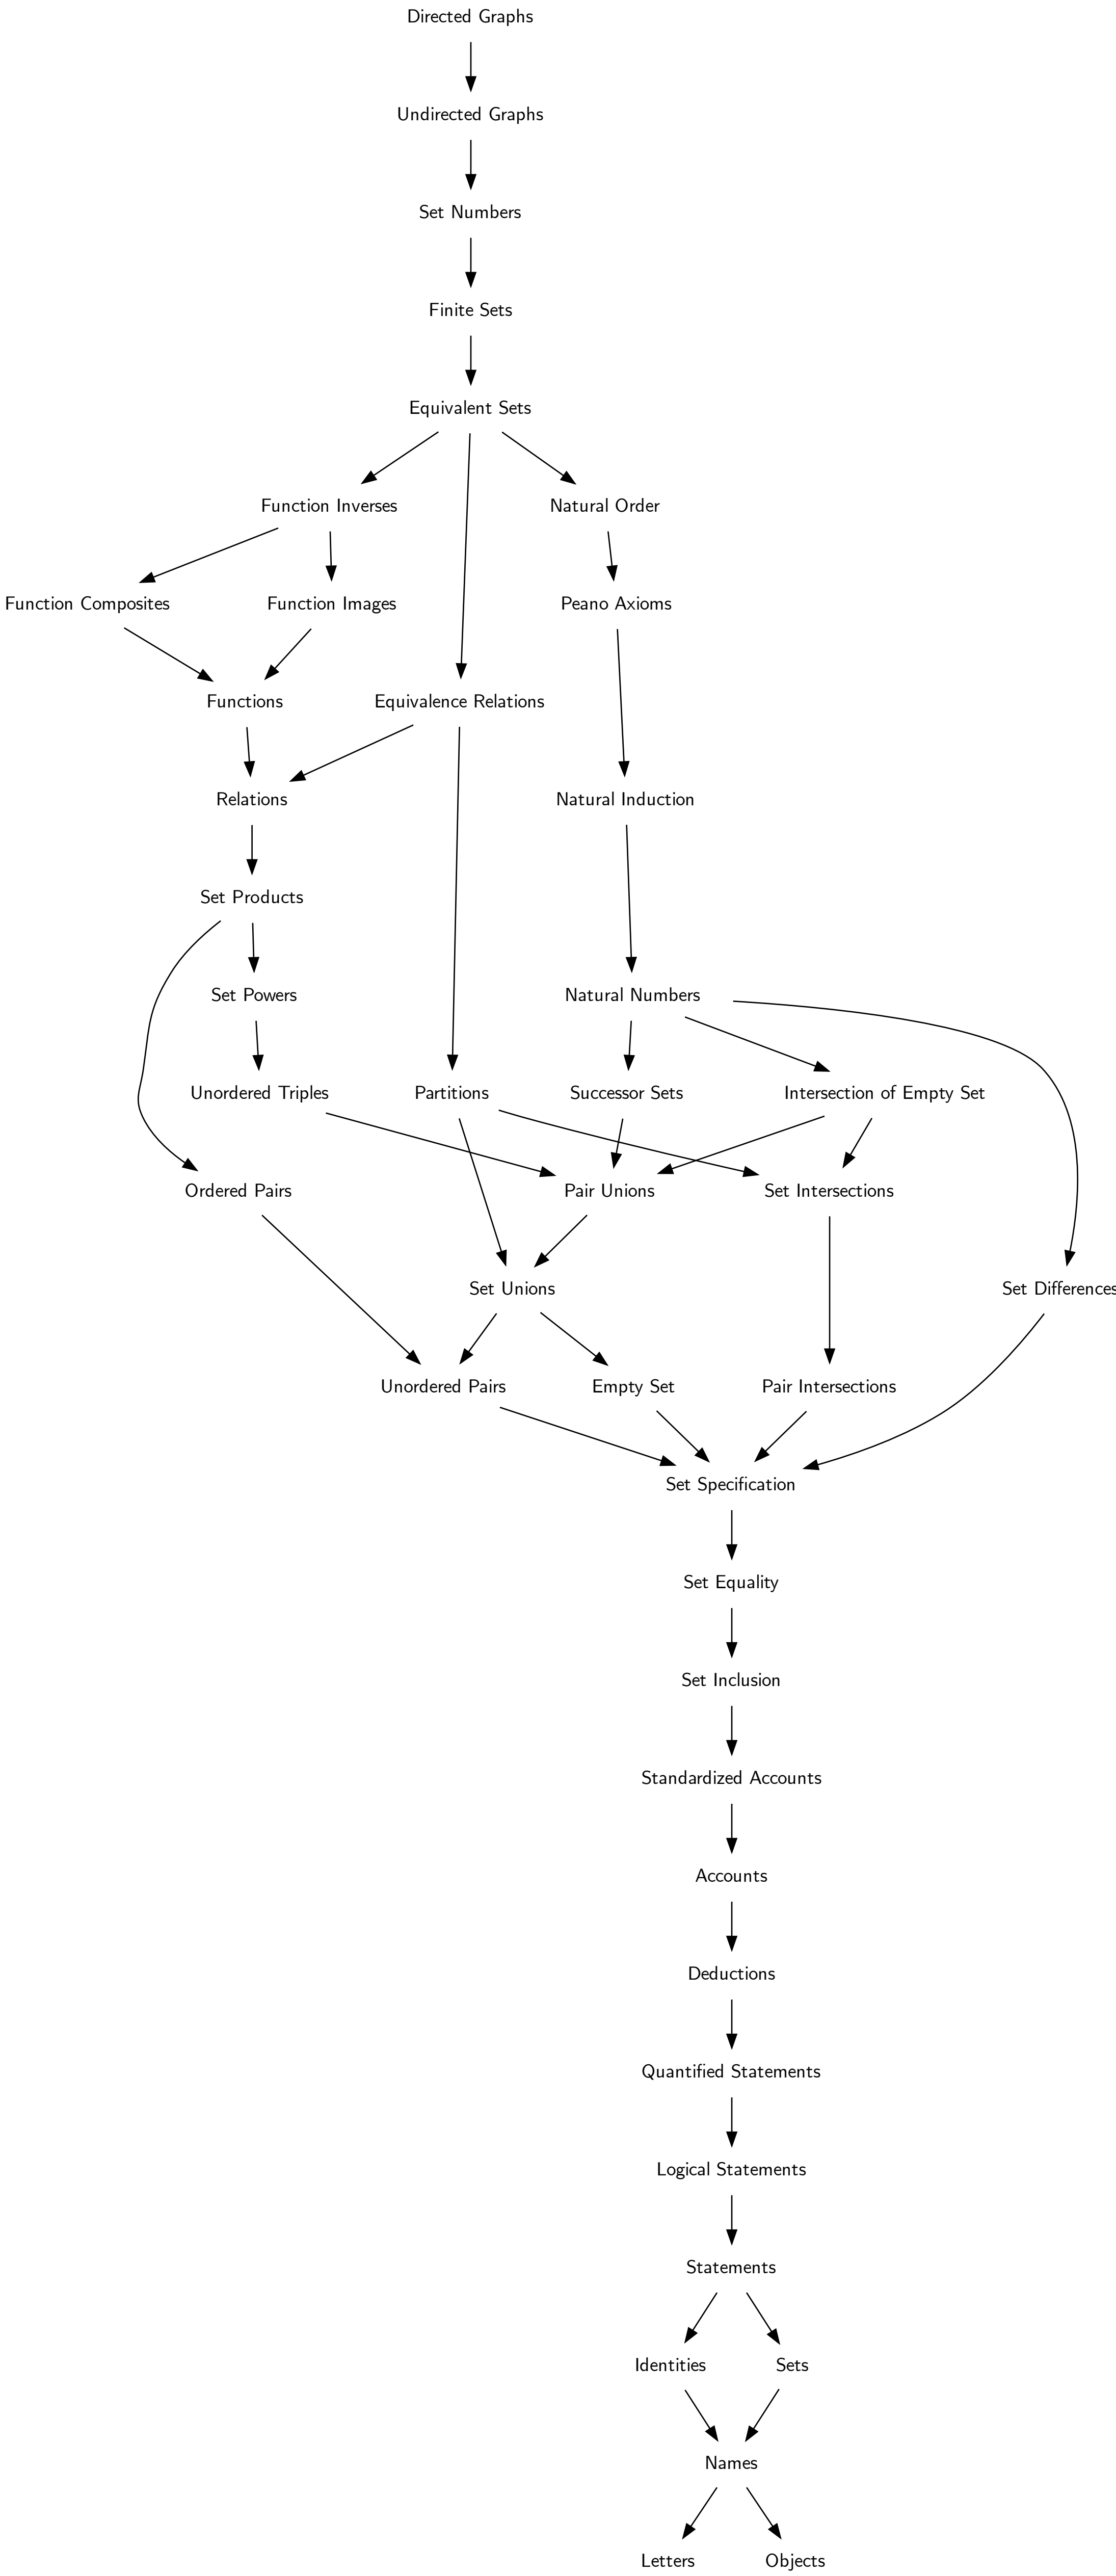 Directed Graphs
Undirected Graphs
Set Numbers
Finite Sets
Equivalent Sets
Function Inverses
Natural Order
Function Composites
Function Images
Peano Axioms
Functions
Equivalence Relations
Relations
Natural Induction
Set Products
Set Powers
Natural Numbers
Unordered Triples
Partitions
Successor Sets
Intersection of Empty Set
Ordered Pairs
Pair Unions
Set Intersections
Set Unions
Set Differences
Unordered Pairs
Empty Set
Pair Intersections
Set Specification
Set Equality
Set Inclusion
Standardized Accounts
Accounts
Deductions
Quantified Statements
Logical Statements
Statements
Identities
Sets
Names
Letters
Objects